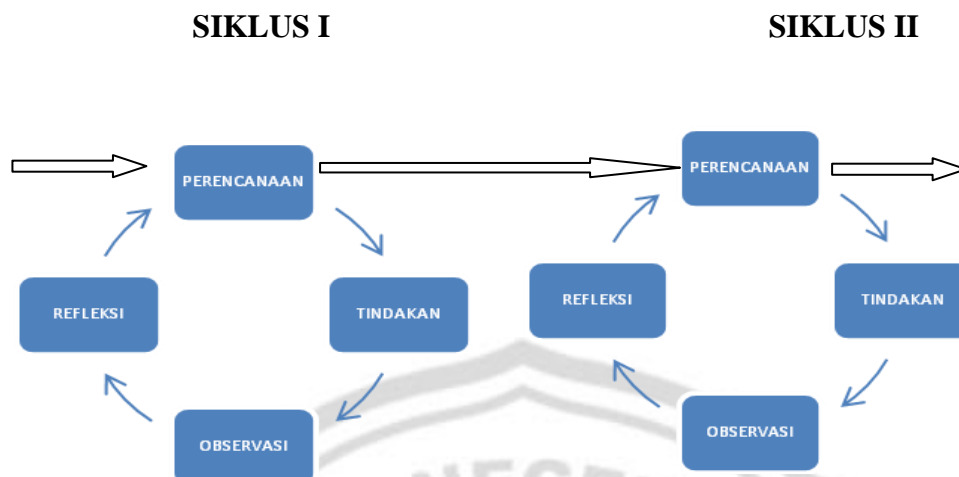 SIKLUS I
SIKLUS II
PERENCANAAN
PERENCANAAN
REFLEKSI
TINDAKAN
REFLEKSI
TINDAKAN
OBSERVASI
OBSERVASI